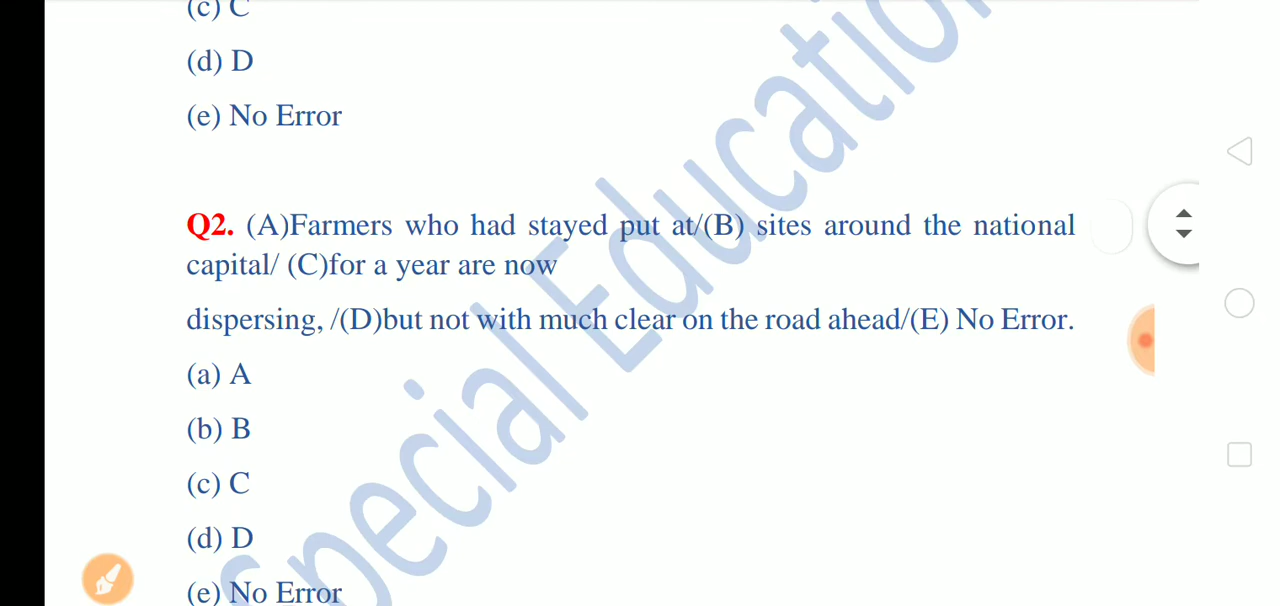 (c) C
(d) D
(e) No Error
Q2. (A)Farmers who had stayed put at/(B) sites around the national
capital/ (C)for a year are now
dispersing, /(D)but not with much clear on the road ahead/(E) No Error.
(a) A
(b) B
(c) C
(d) D
(e) No Error
Special Education